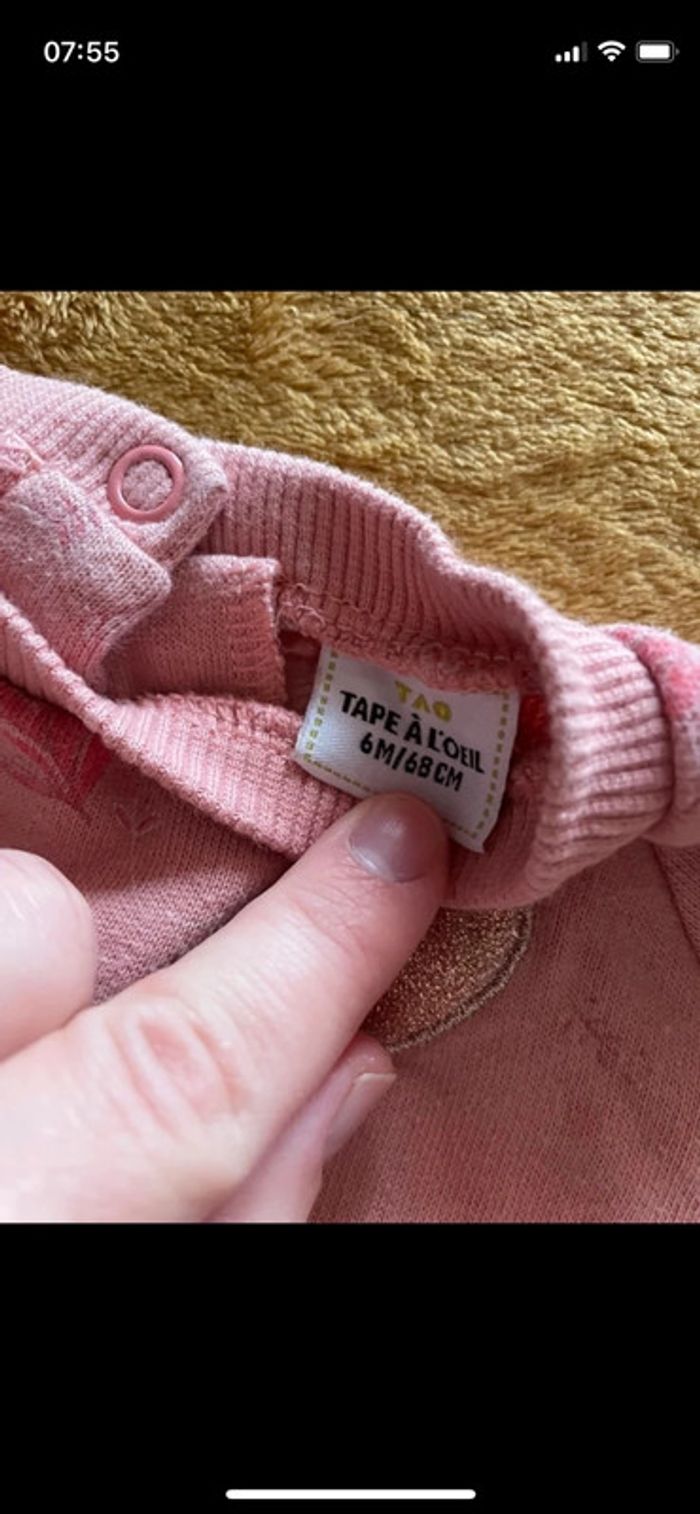 07:55
TAO
TAPE À L'OEIL
6M/68CM